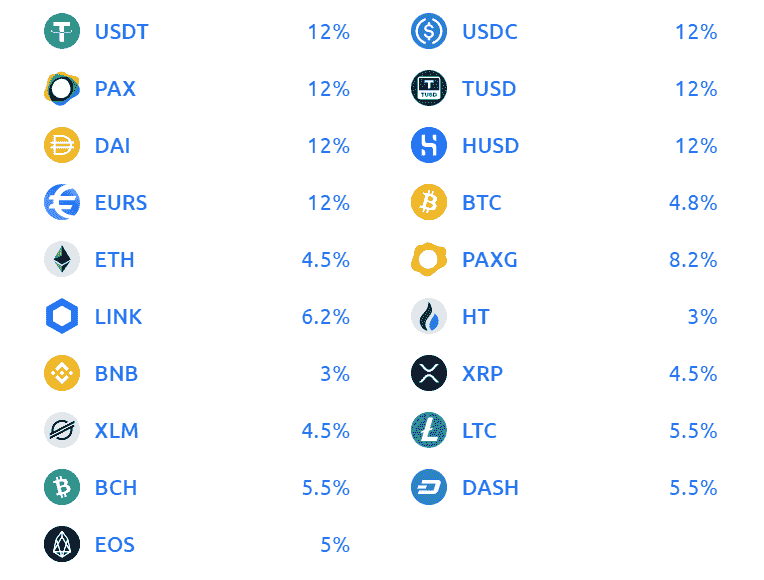 USDT 12% USDC 12%
PAX 12% TUSD 12%
DAI 12% HUSD 12%
EURS 12% BTC 4.8%
ETH 4.5% PAXG 8.2%
LINK 6.2% HT 3%
BNB 3% XRP 4.5%
XLM 4.5% LTC 5.5%
BCH 5.5% DASH 5.5%
EOS 5%